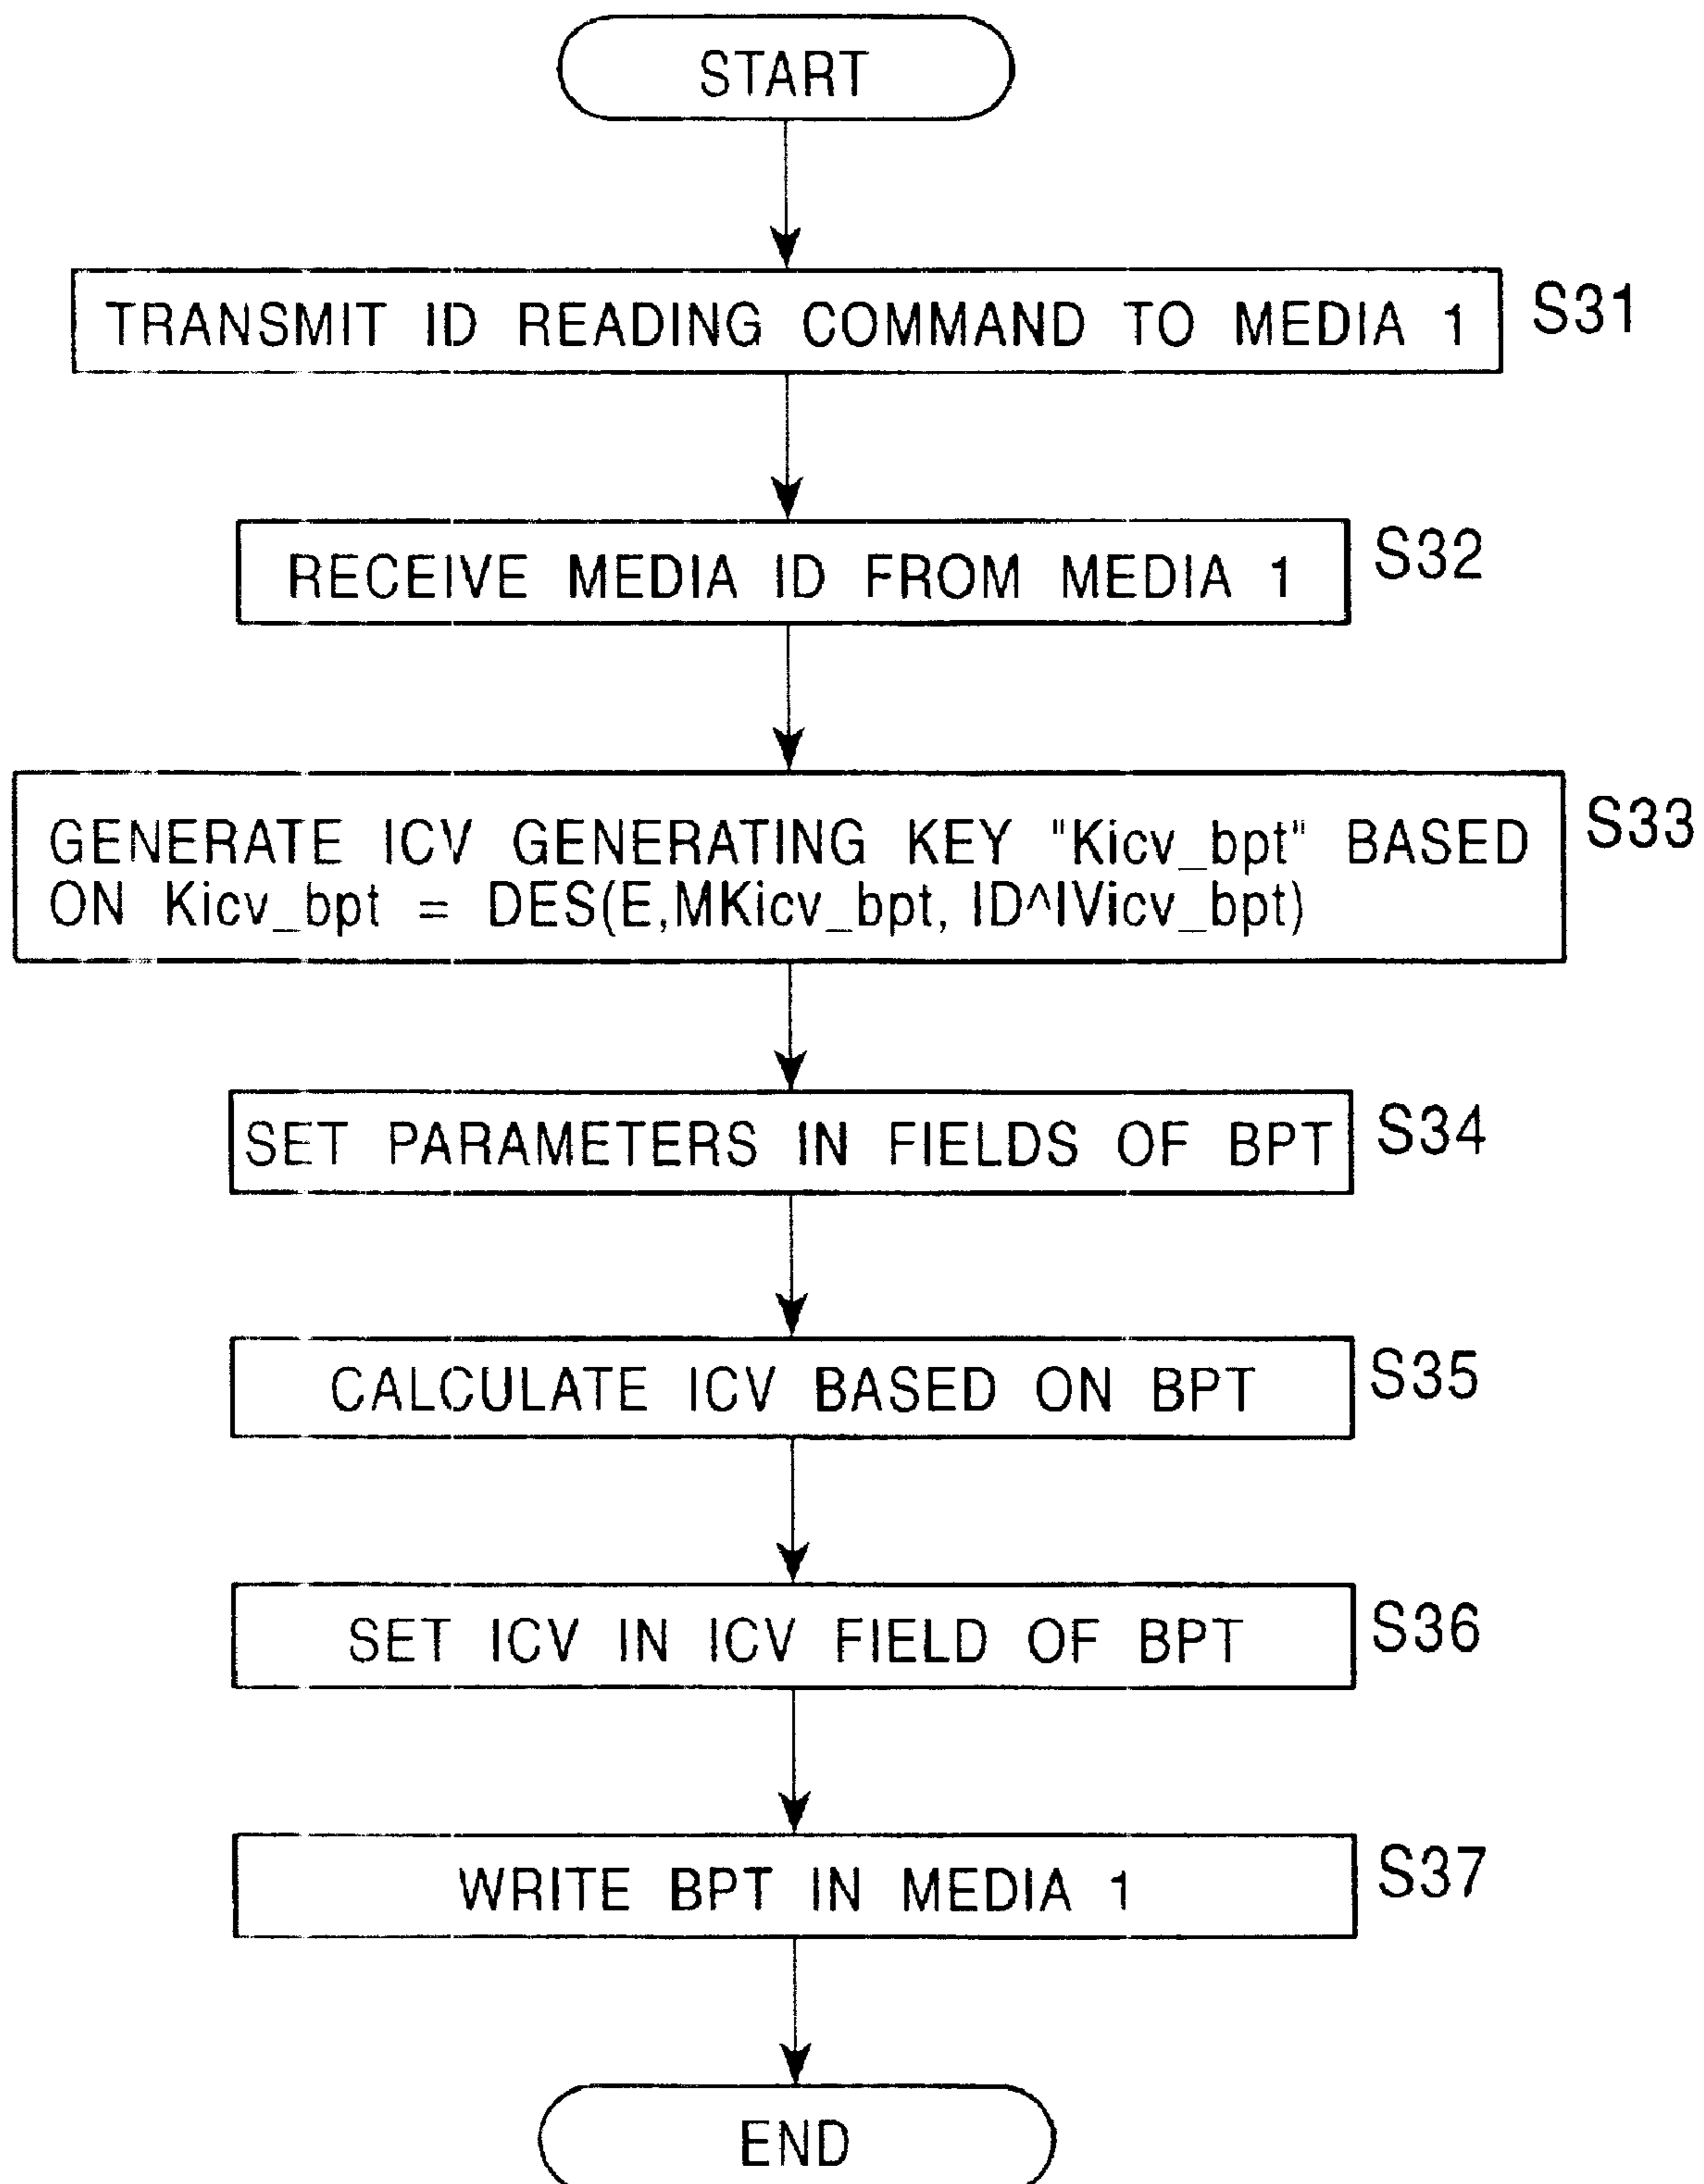 START
TRANSMIT ID READING COMMAND TO MEDIA 1 S31
RECEIVE MEDIA ID FROM MEDIA 1 S32
GENERATE ICV GENERATING KEY "Kicv_bpt" BASED S33
ON Kicv_bpt = DES(E,MKicv_bpt, ID^IVicv_bpt)
SET PARAMETERS IN FIELDS OF BPT S34
CALCULATE ICV BASED ON BPT S35
SET ICV IN ICV FIELD OF BPT S36
WRITE BPT IN MEDIA 1 S37
END